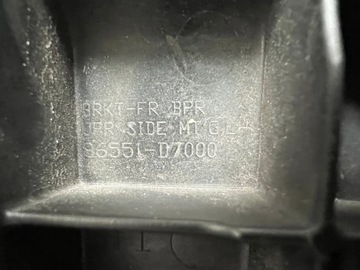 BRKT-FR BPR
UPR SIDE MTG LH
86551-D7000